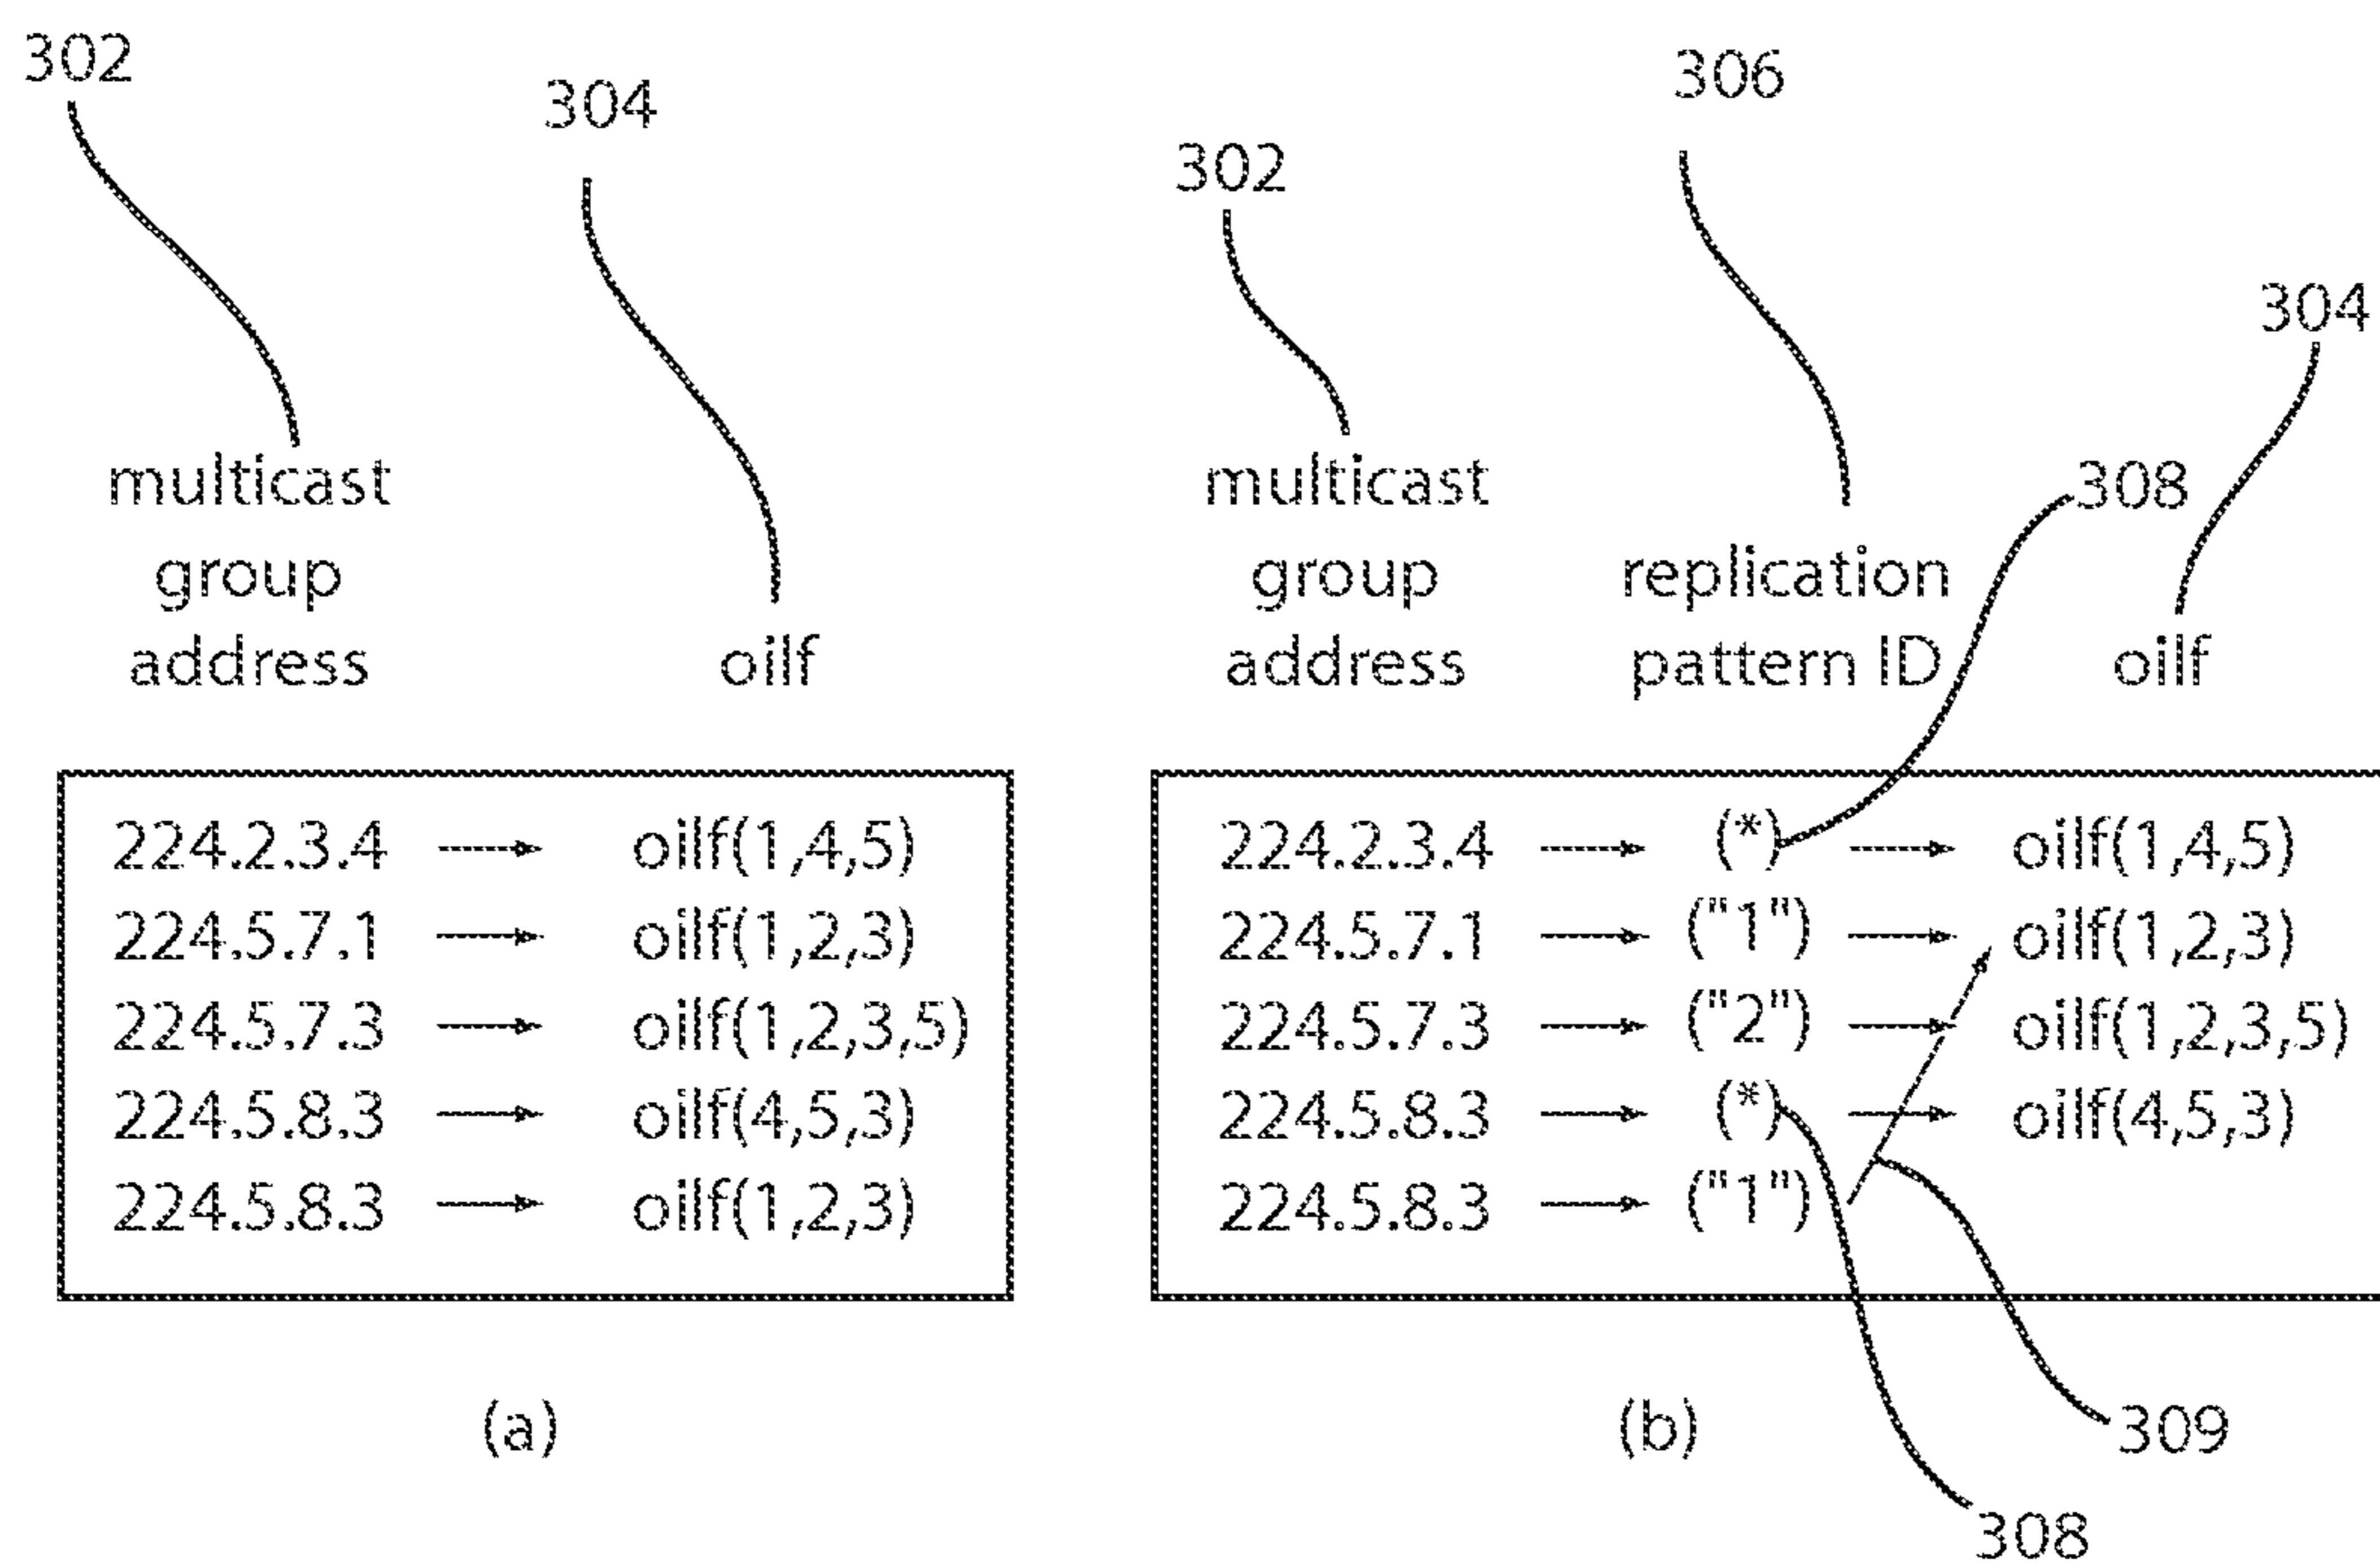 302
304
multicast
group
address
oilf
224.2.3.4 → oilf(1,4,5)
224.5.7.1 → oilf(1,2,3)
224.5.7.3 → oilf(1,2,3,5)
224.5.8.3 → oilf(4,5,3)
224.5.8.3 → oilf(1,2,3)
(a)
302
306
304
308
multicast
group
address
replication
pattern ID
oilf
224.2.3.4 → (*) → oilf(1,4,5)
224.5.7.1 → ("1") → oilf(1,2,3)
224.5.7.3 → ("2") → oilf(1,2,3,5)
224.5.8.3 → (*) → oilf(4,5,3)
224.5.8.3 → ("1")
(b)
309
308